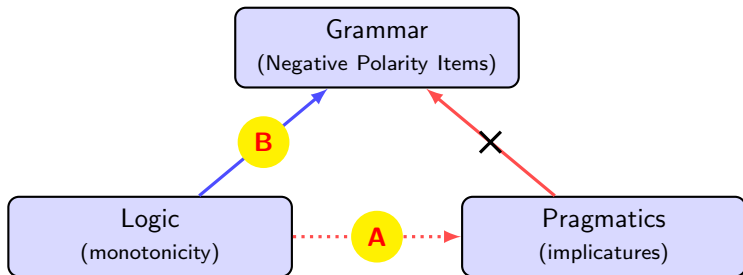 Grammar
(Negative Polarity Items)
B
Logic
(monotonicity)
A
Pragmatics
(implicatures)